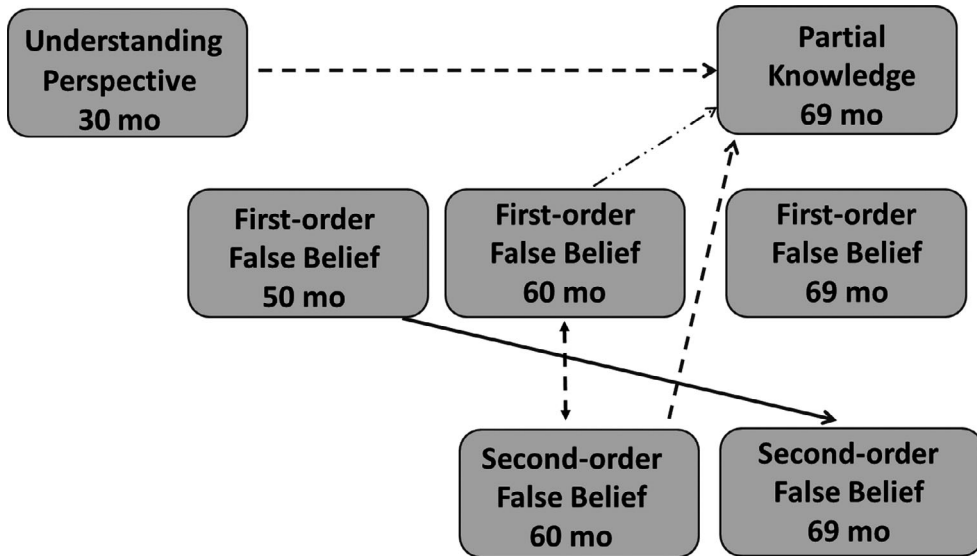 Understanding
Perspective
30 mo
Partial
Knowledge
69 mo
First-order
False Belief
50 mo
First-order
False Belief
60 mo
First-order
False Belief
69 mo
Second-order
False Belief
60 mo
Second-order
False Belief
69 mo